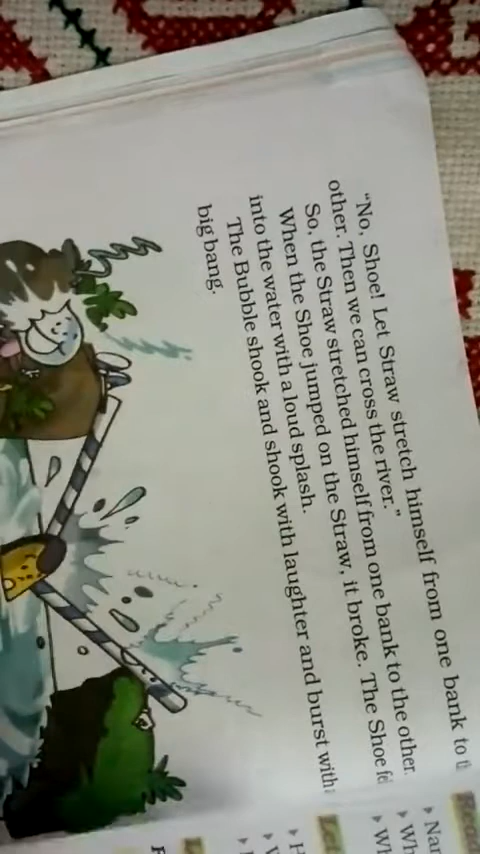 "No, Shoe! Let Straw stretch himself from one bank to
other. Then we can cross the river."
So, the Straw stretched himself from one bank to the other.
When the Shoe jumped on the Straw, it broke. The Shoe
into the water with a loud splash.
The Bubble shook and shook with laughter and burst with
big bang.